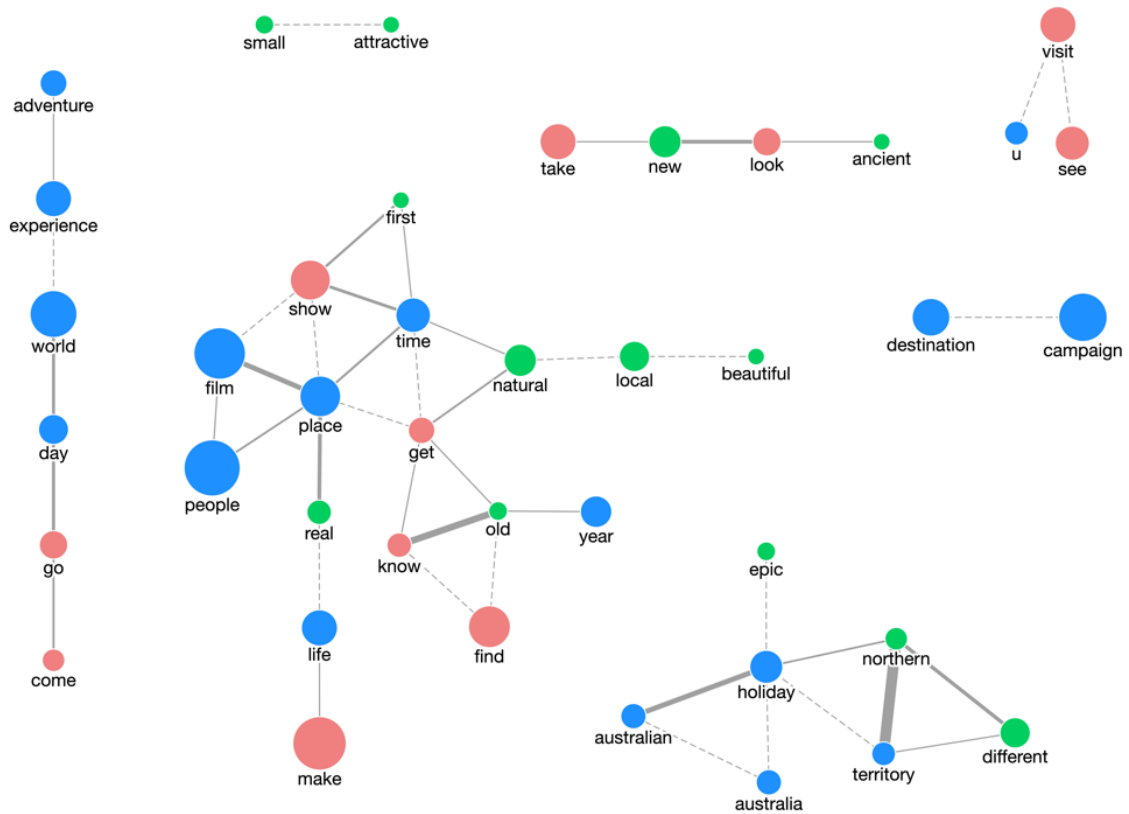 small
attractive
visit
adventure
take
new
look
ancient
u
see
experience
first
show
time
world
destination
campaign
film
natural
local
beautiful
place
day
get
people
real
old
year
know
go
epic
life
find
northern
come
holiday
australian
different
make
territory
australia